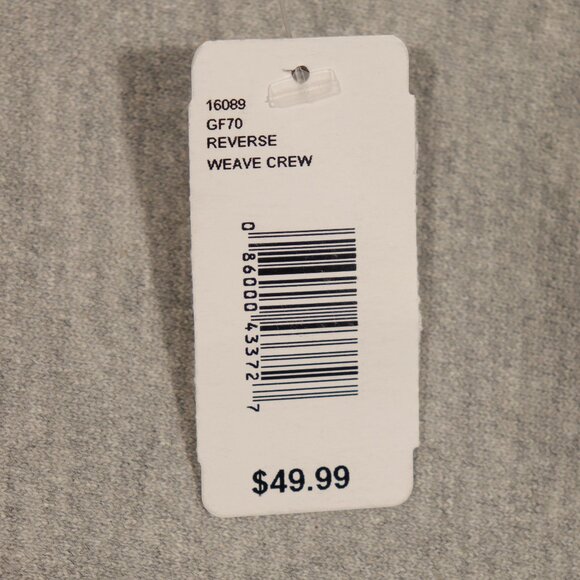 16089
GF70
REVERSE
WEAVE CREW
0 86000 43372 7
$49.99